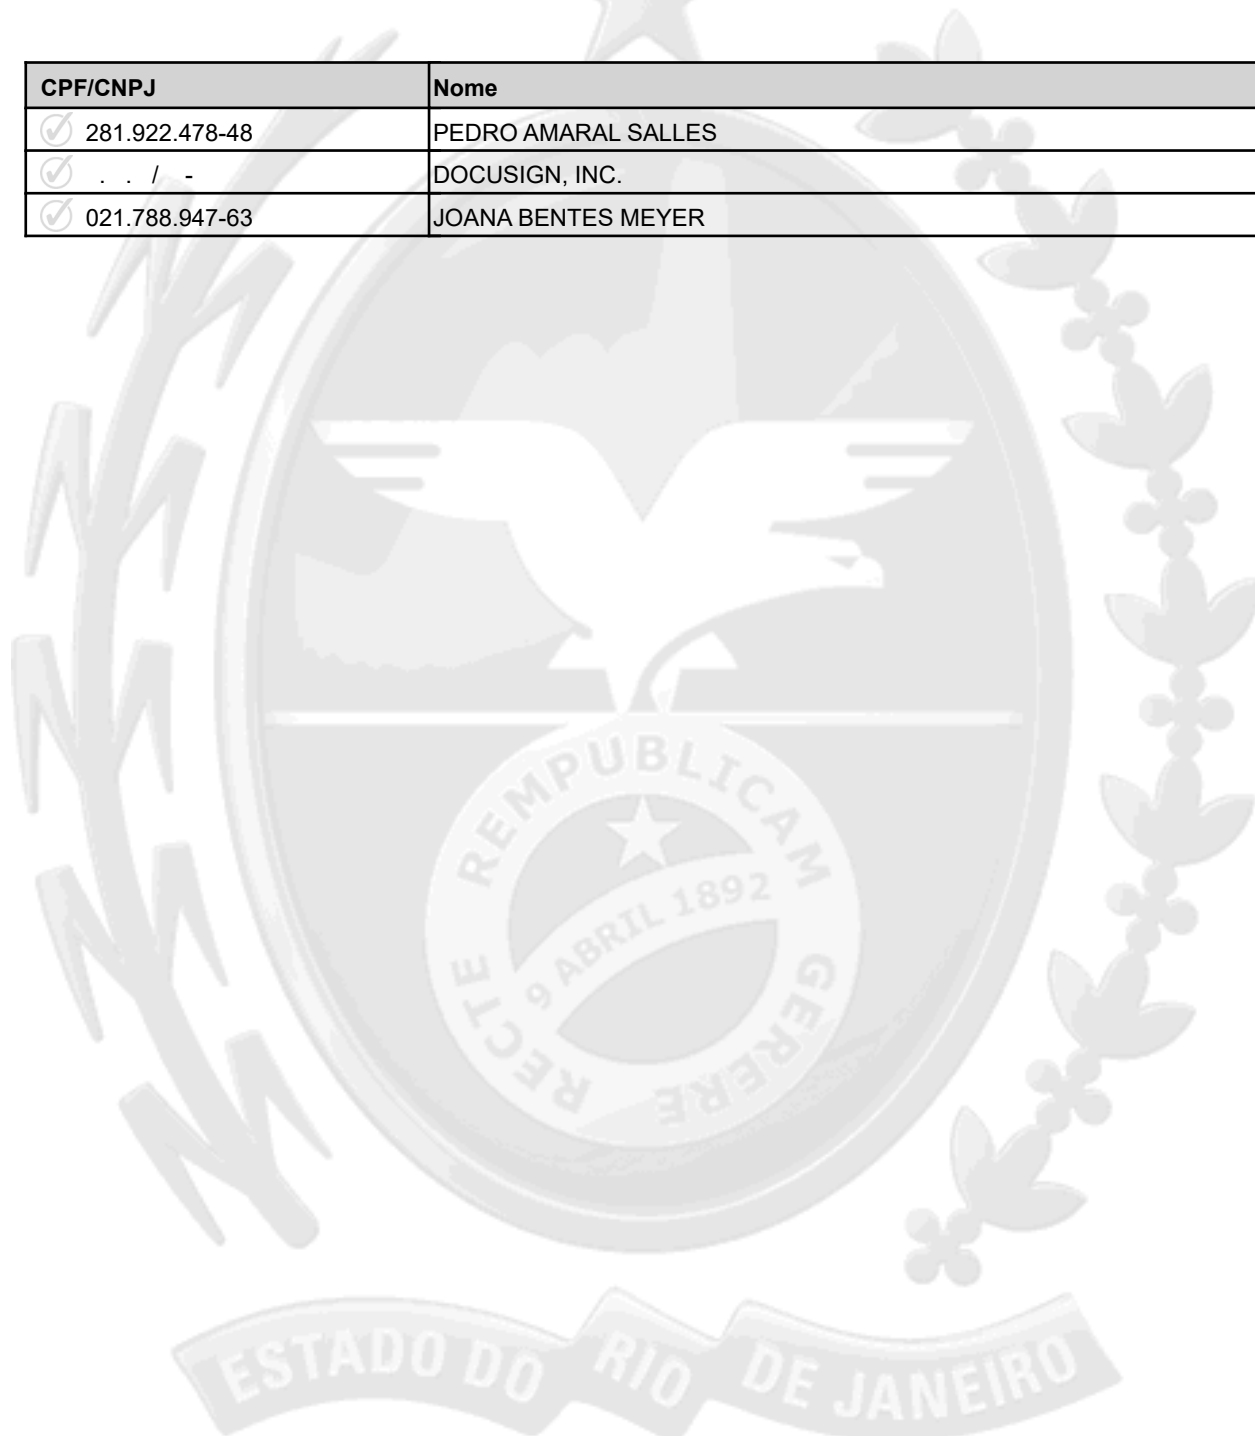 CPF/CNPJ Nome
281.922.478-48 PEDRO AMARAL SALLES
. . / - DOCUSIGN, INC.
021.788.947-63 JOANA BENTES MEYER
REMPUBLICAM
9 ABRIL 1892
RECTE GERERE
ESTADO DO RIO DE JANEIRO